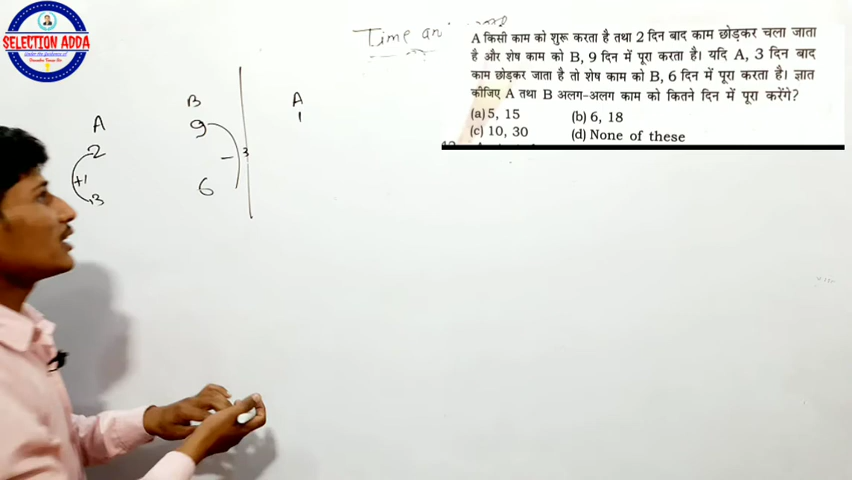 SELECTION ADDA
Time an
A किसी काम को शुरू करता है तथा 2 दिन बाद काम छोड़कर चला जाता
है और शेष काम को B, 9 दिन में पूरा करता है। यदि A, 3 दिन बाद
काम छोड़कर जाता है तो शेष काम को B, 6 दिन में पूरा करता है। ज्ञात
कीजिए A तथा B अलग-अलग काम को कितने दिन में पूरा करेंगे?
(a) 5, 15 (b) 6, 18
(c) 10, 30 (d) None of these
A B A
2 9 1
+1 - 3
3 6